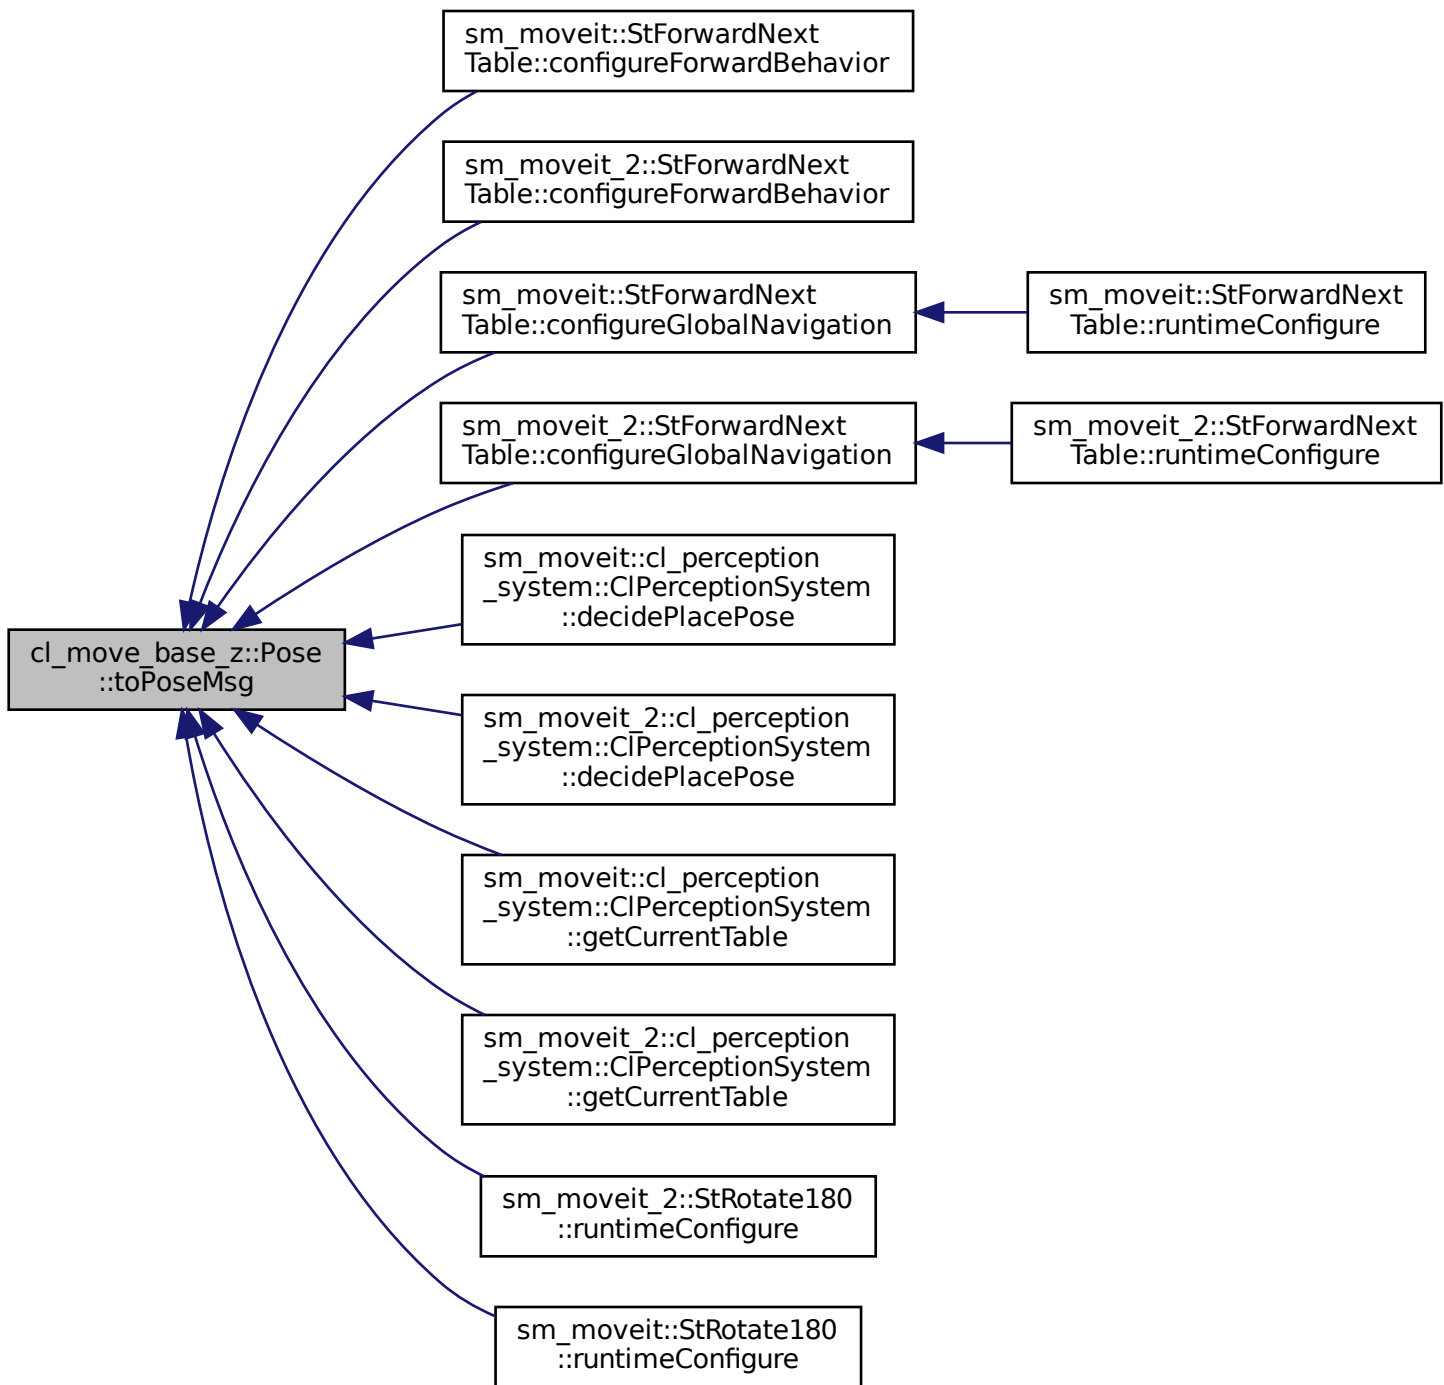 sm_moveit::StForwardNext
Table::configureForwardBehavior
sm_moveit_2::StForwardNext
Table::configureForwardBehavior
sm_moveit::StForwardNext
Table::configureGlobalNavigation
sm_moveit::StForwardNext
Table::runtimeConfigure
sm_moveit_2::StForwardNext
Table::configureGlobalNavigation
sm_moveit_2::StForwardNext
Table::runtimeConfigure
sm_moveit::cl_perception
_system::ClPerceptionSystem
::decidePlacePose
cl_move_base_z::Pose
::toPoseMsg
sm_moveit_2::cl_perception
_system::ClPerceptionSystem
::decidePlacePose
sm_moveit::cl_perception
_system::ClPerceptionSystem
::getCurrentTable
sm_moveit_2::cl_perception
_system::ClPerceptionSystem
::getCurrentTable
sm_moveit_2::StRotate180
::runtimeConfigure
sm_moveit::StRotate180
::runtimeConfigure